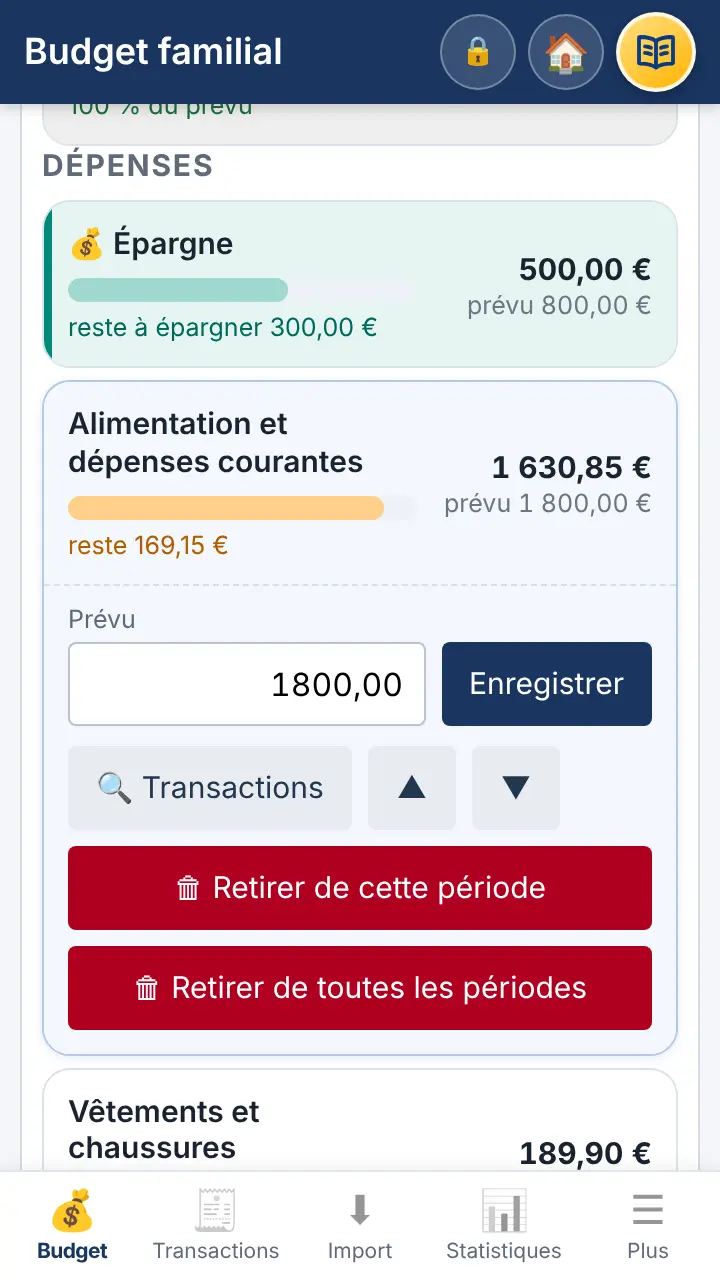 Budget familial
100 % du prévu
DÉPENSES
Épargne
500,00 €
prévu 800,00 €
reste à épargner 300,00 €
Alimentation et
dépenses courantes
1 630,85 €
prévu 1 800,00 €
reste 169,15 €
Prévu
1800,00
Enregistrer
Transactions
Retirer de cette période
Retirer de toutes les périodes
Vêtements et
chaussures
189,90 €
Budget
Transactions
Import
Statistiques
Plus